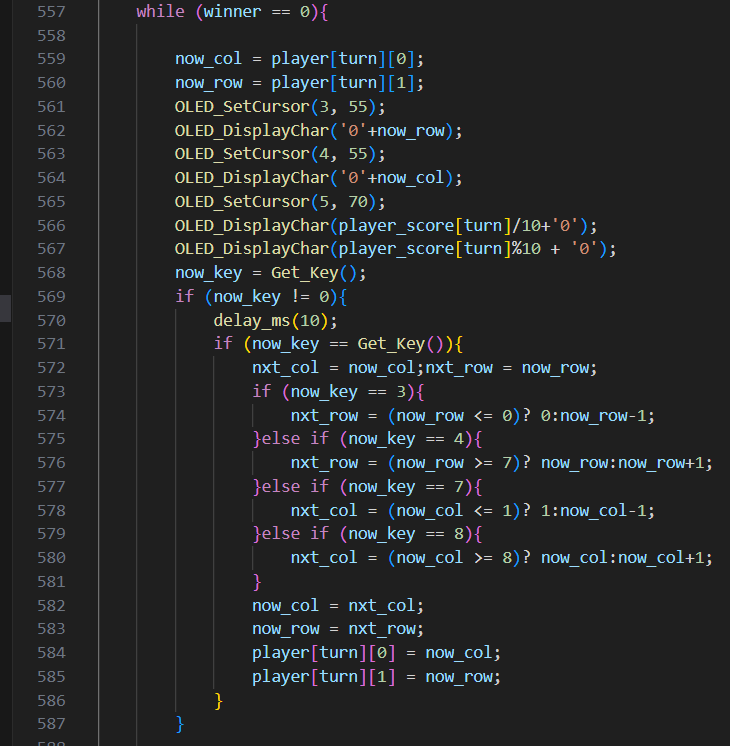 557 while (winner == 0){
558
559 now_col = player[turn][0];
560 now_row = player[turn][1];
561 OLED_SetCursor(3, 55);
562 OLED_DisplayChar('0'+now_row);
563 OLED_SetCursor(4, 55);
564 OLED_DisplayChar('0'+now_col);
565 OLED_SetCursor(5, 70);
566 OLED_DisplayChar(player_score[turn]/10+'0');
567 OLED_DisplayChar(player_score[turn]%10 + '0');
568 now_key = Get_Key();
569 if (now_key != 0){
570 delay_ms(10);
571 if (now_key == Get_Key()){
572 nxt_col = now_col;nxt_row = now_row;
573 if (now_key == 3){
574 nxt_row = (now_row <= 0)? 0:now_row-1;
575 }else if (now_key == 4){
576 nxt_row = (now_row >= 7)? now_row:now_row+1;
577 }else if (now_key == 7){
578 nxt_col = (now_col <= 1)? 1:now_col-1;
579 }else if (now_key == 8){
580 nxt_col = (now_col >= 8)? now_col:now_col+1;
581 }
582 now_col = nxt_col;
583 now_row = nxt_row;
584 player[turn][0] = now_col;
585 player[turn][1] = now_row;
586 }
587 }